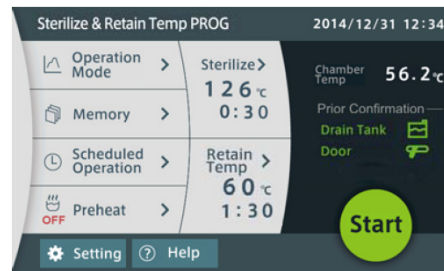 Sterilize & Retain Temp PROG
2014/12/31 12:34
Operation
Mode
>
Memory
>
Scheduled
Operation
>
OFF
Preheat
>
Sterilize>
126℃
0:30
Retain
Temp
>
60℃
1:30
Chamber
Temp
56.2℃
Prior Confirmation
Drain Tank
Door
Start
Setting
? Help